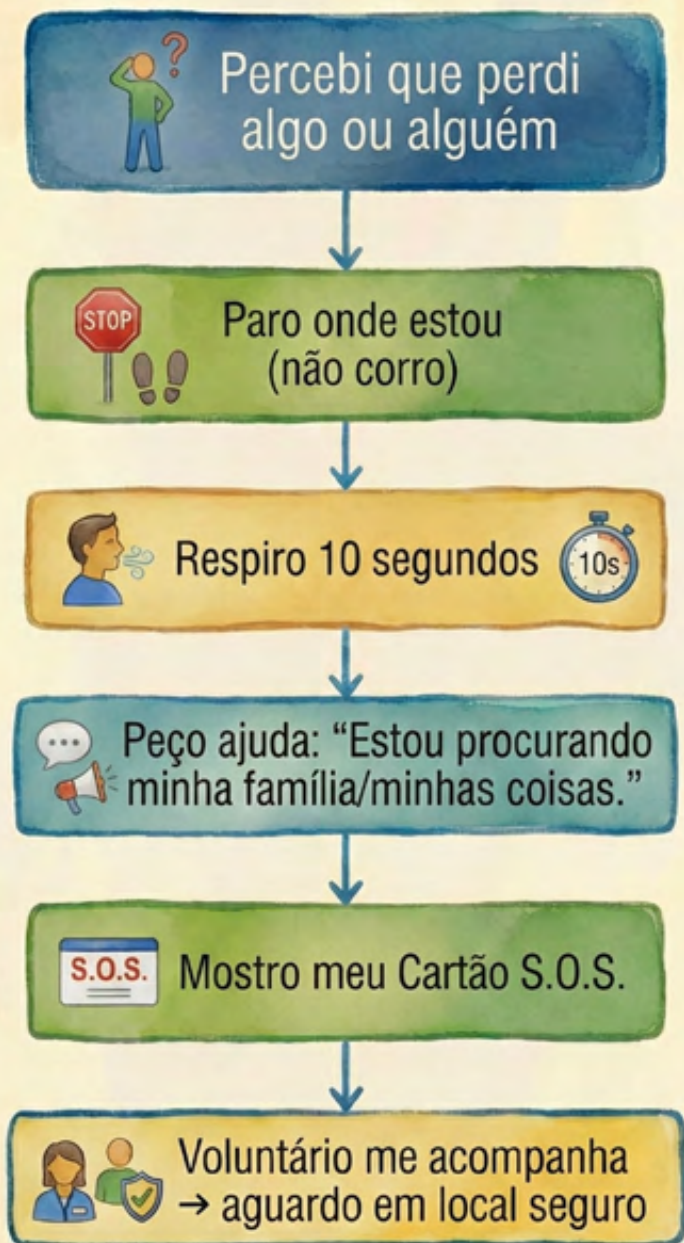 ?
Percebi que perdi
algo ou alguém
STOP
Paro onde estou
(não corro)
Respiro 10 segundos
10s
Peço ajuda: “Estou procurando
minha família/minhas coisas.”
S.O.S.
Mostro meu Cartão S.O.S.
Voluntário me acompanha
→ aguardo em local seguro